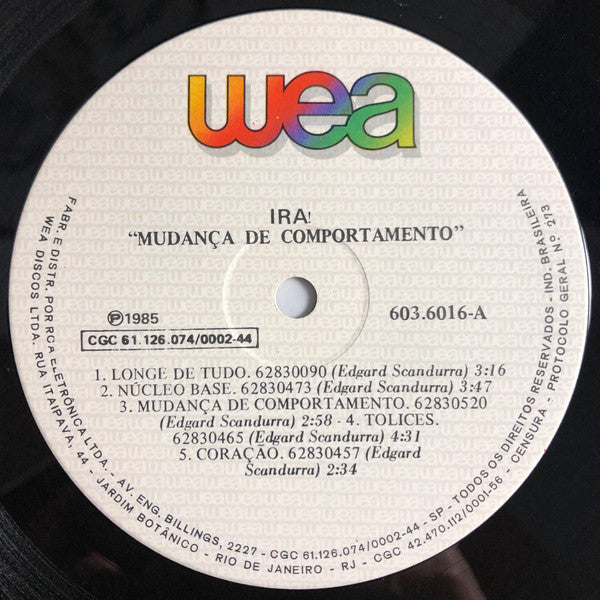 wea
IRA!
“MUDANÇA DE COMPORTAMENTO”
℗1985
603.6016-A
CGC 61.126.074/0002-44
1. LONGE DE TUDO. 62830090 (Edgard Scandurra) 3:16
2. NÚCLEO BASE. 62830473 (Edgard Scandurra) 3:47
3. MUDANÇA DE COMPORTAMENTO. 62830520
(Edgard Scandurra) 2:58 - 4. TOLICES.
62830465 (Edgard Scandurra) 4:31
5. CORAÇÃO. 62830457 (Edgard
Scandurra) 2:34
FABR. E DISTR. POR RCA ELETRÔNICA LTDA. - AV. ENG. BILLINGS, 2227 - CGC 61.126.074/0002-44 - SP - TODOS OS DIREITOS RESERVADOS - IND. BRASILEIRA
WEA DISCOS LTDA. RUA ITAIPAVA, 44 - JARDIM BOTÂNICO - RIO DE JANEIRO - RJ - CGC 42.470.112/0001-56 - CENSURA - PROTOCOLO GERAL Nº 273